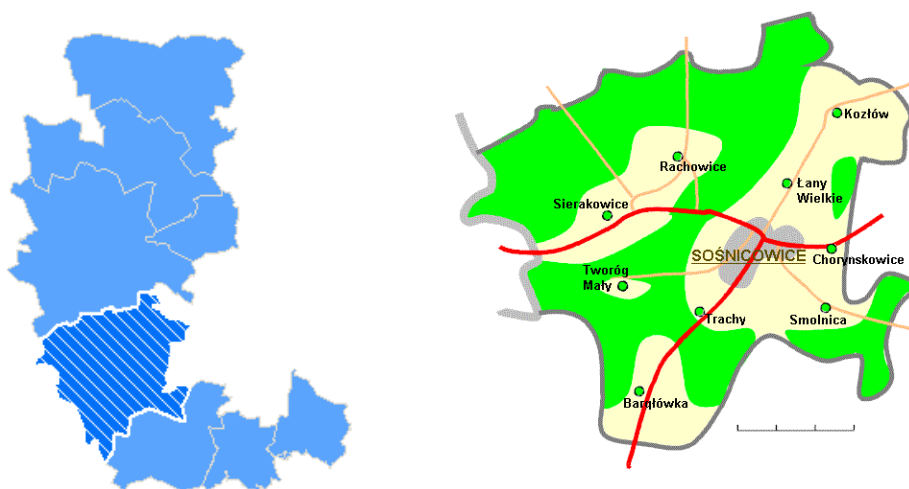 Kozłów
Rachowice
Łany
Wielkie
Sierakowice
SOŚNICOWICE
Chorynskowice
Tworóg
Mały
Trachy
Smolnica
Bargłówka